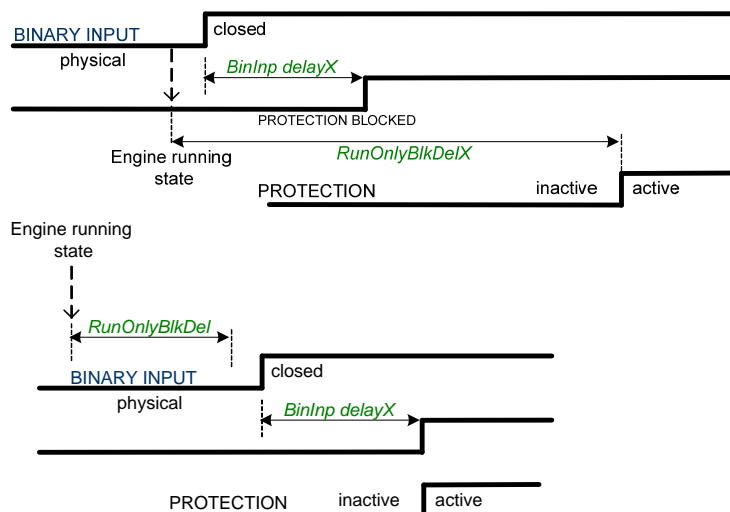 BINARY INPUT
closed
physical
BinInp delayX
PROTECTION BLOCKED
Engine running
state
RunOnlyBlkDelX
PROTECTION
inactive
active
Engine running
state
RunOnlyBlkDel
BINARY INPUT
closed
physical
BinInp delayX
PROTECTION
inactive
active